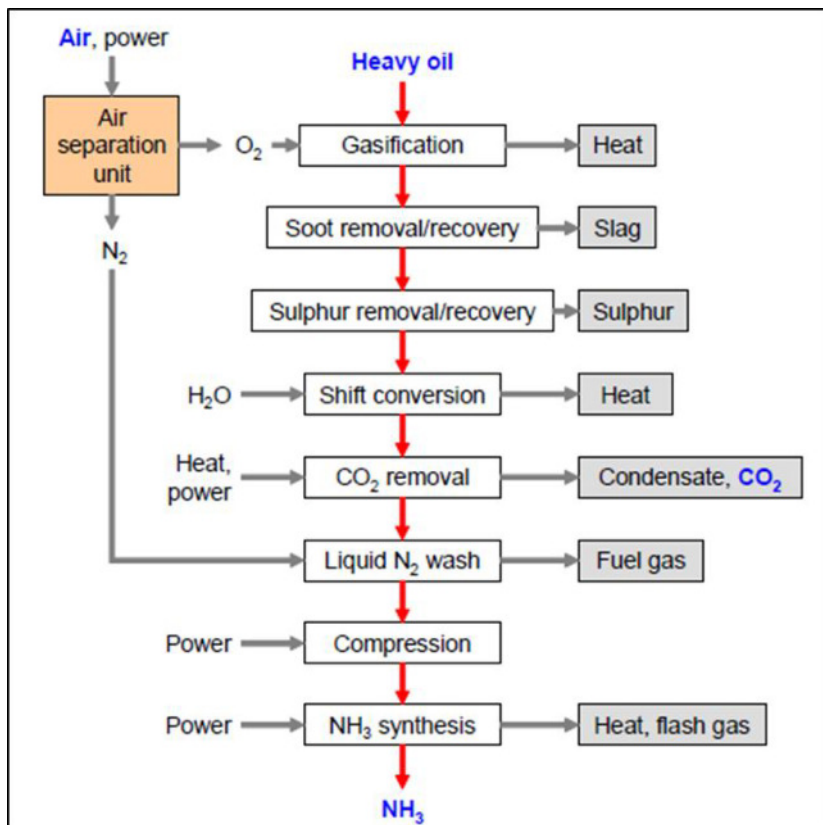 Air, power
Heavy oil
Air
separation
unit
O₂
Gasification
Heat
N₂
Soot removal/recovery
Slag
Sulphur removal/recovery
Sulphur
H₂O
Shift conversion
Heat
Heat,
power
CO₂ removal
Condensate, CO₂
Liquid N₂ wash
Fuel gas
Power
Compression
Power
NH₃ synthesis
Heat, flash gas
NH₃